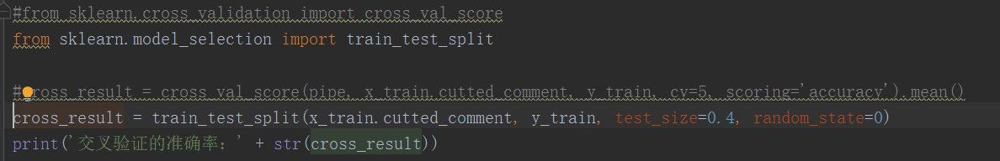 #from sklearn.cross_validation import cross_val_score
from sklearn.model_selection import train_test_split
#cross_result = cross_val_score(pipe, x_train.cutted_comment, y_train, cv=5, scoring='accuracy').mean()
cross_result = train_test_split(x_train.cutted_comment, y_train, test_size=0.4, random_state=0)
print('交叉验证的准确率：' + str(cross_result))